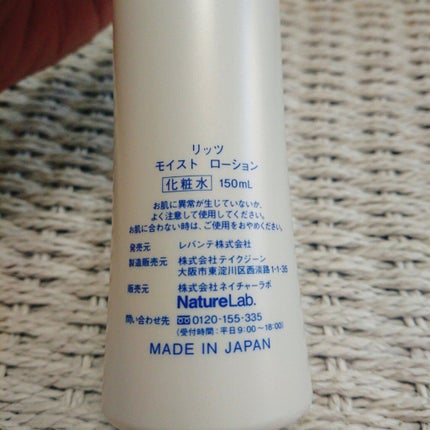 リッツ
モイスト ローション
化粧水 150mL
お肌に異常が生じていないか、
よく注意して使用してください。
お肌に合わない時は、ご使用をおやめください。
発売元 レバンテ株式会社
製造販売元 株式会社テイクジーン
大阪市東淀川区西淡路1-1-35
販売元 株式会社ネイチャーラボ
NatureLab.
問い合わせ先 0120-155-335
(受付時間:平日9:00~18:00)
MADE IN JAPAN